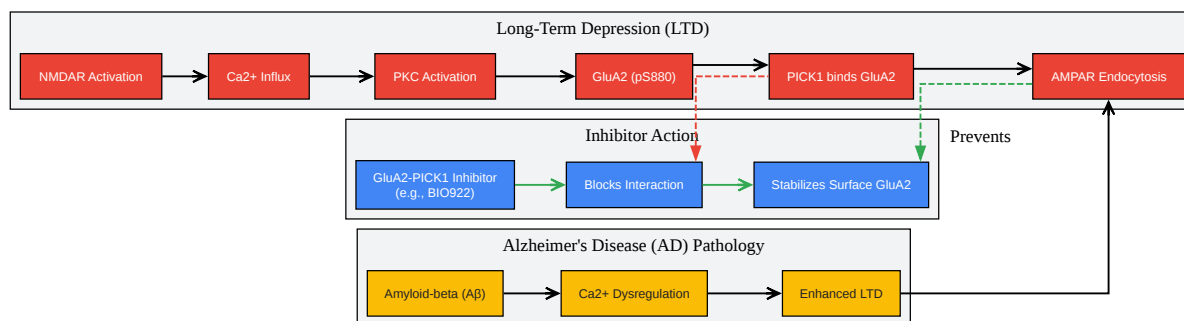 Long-Term Depression (LTD)
NMDAR Activation
Ca2+ Influx
PKC Activation
GluA2 (pS880)
PICK1 binds GluA2
AMPAR Endocytosis
Inhibitor Action
Prevents
GluA2-PICK1 Inhibitor
(e.g., BIO922)
Blocks Interaction
Stabilizes Surface GluA2
Alzheimer's Disease (AD) Pathology
Amyloid-beta (Aβ)
Ca2+ Dysregulation
Enhanced LTD